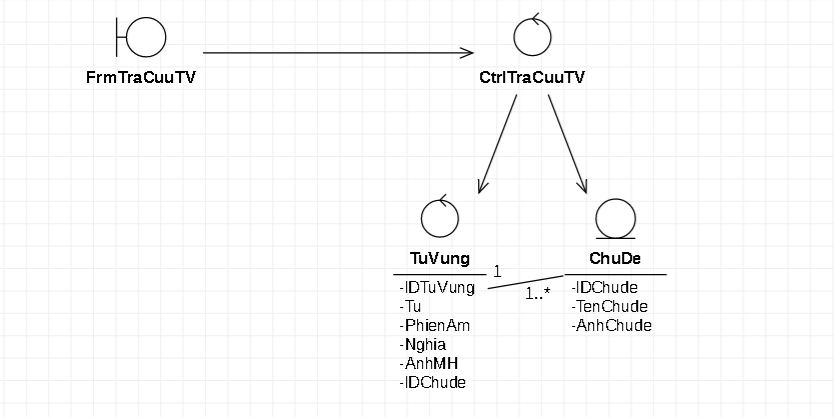 FrmTraCuuTV
CtrlTraCuuTV
TuVung
-IDTuVung
-Tu
-PhienAm
-Nghia
-AnhMH
-IDChude
1
1..*
ChuDe
-IDChude
-TenChude
-AnhChude